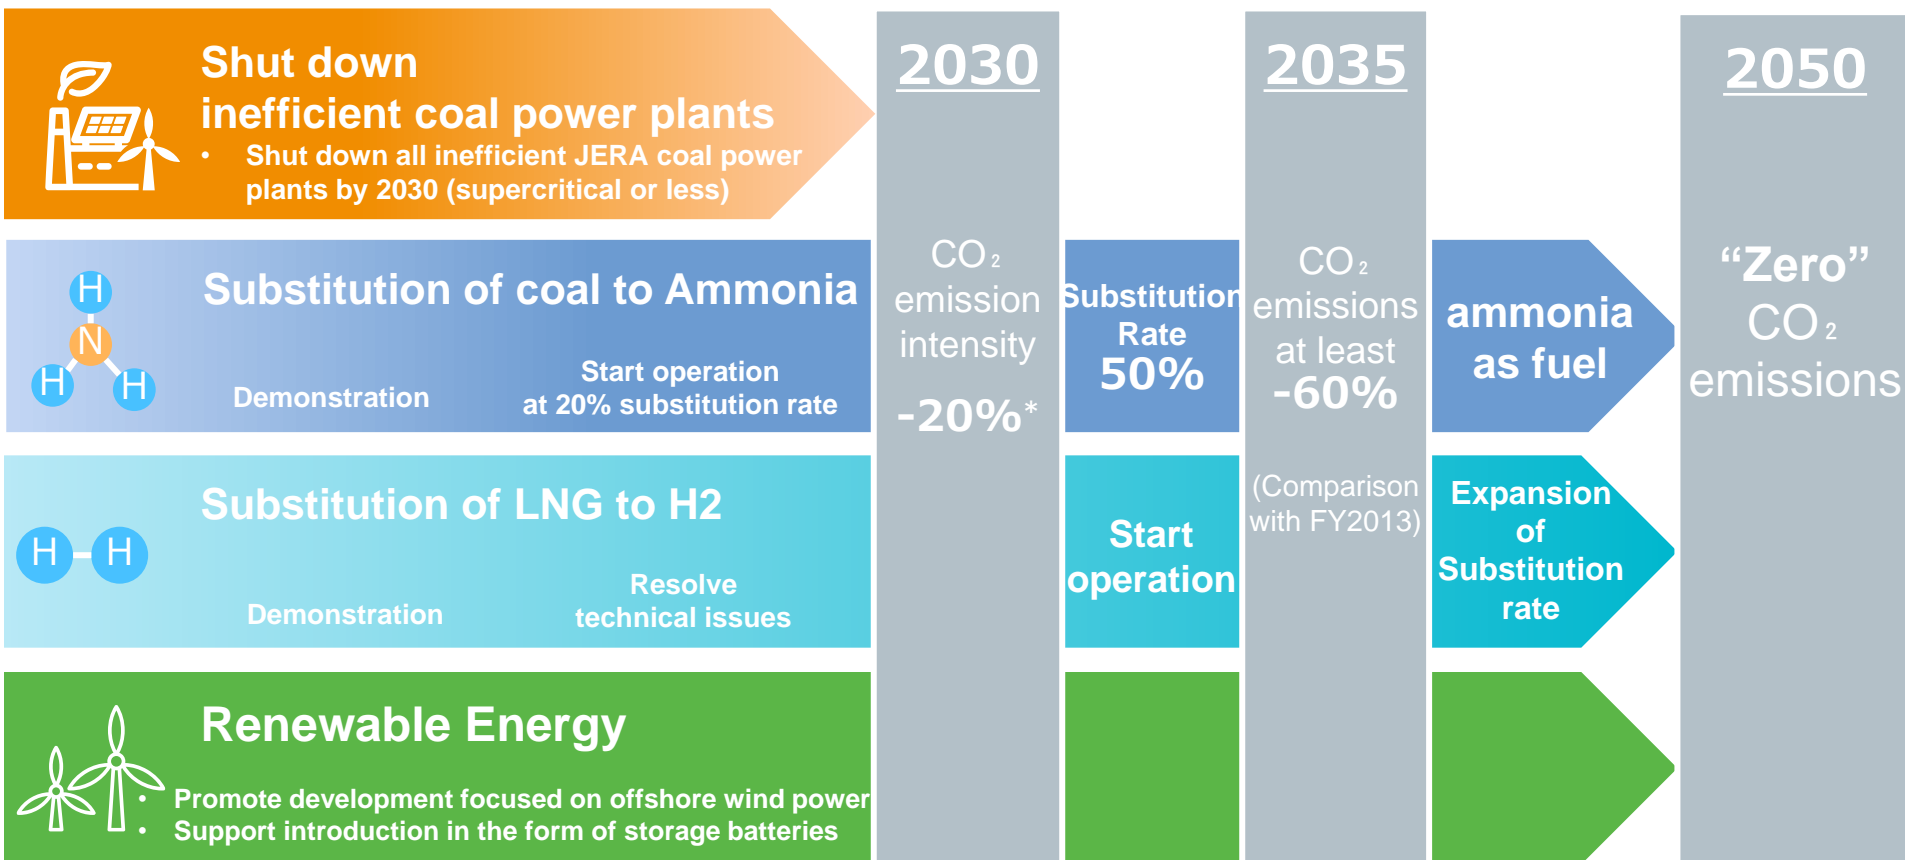 Shut down
inefficient coal power plants
• Shut down all inefficient JERA coal power
plants by 2030 (supercritical or less)
H
N
H
H
Substitution of coal to Ammonia
Demonstration
Start operation
at 20% substitution rate
H
H
Substitution of LNG to H2
Demonstration
Resolve
technical issues
Renewable Energy
• Promote development focused on offshore wind power
• Support introduction in the form of storage batteries
2030
CO₂
emission
intensity
-20%*
Substitution
Rate
50%
Start
operation
2035
CO₂
emissions
at least
-60%
(Comparison
with FY2013)
ammonia
as fuel
Expansion
of
Substitution
rate
2050
“Zero”
CO₂
emissions